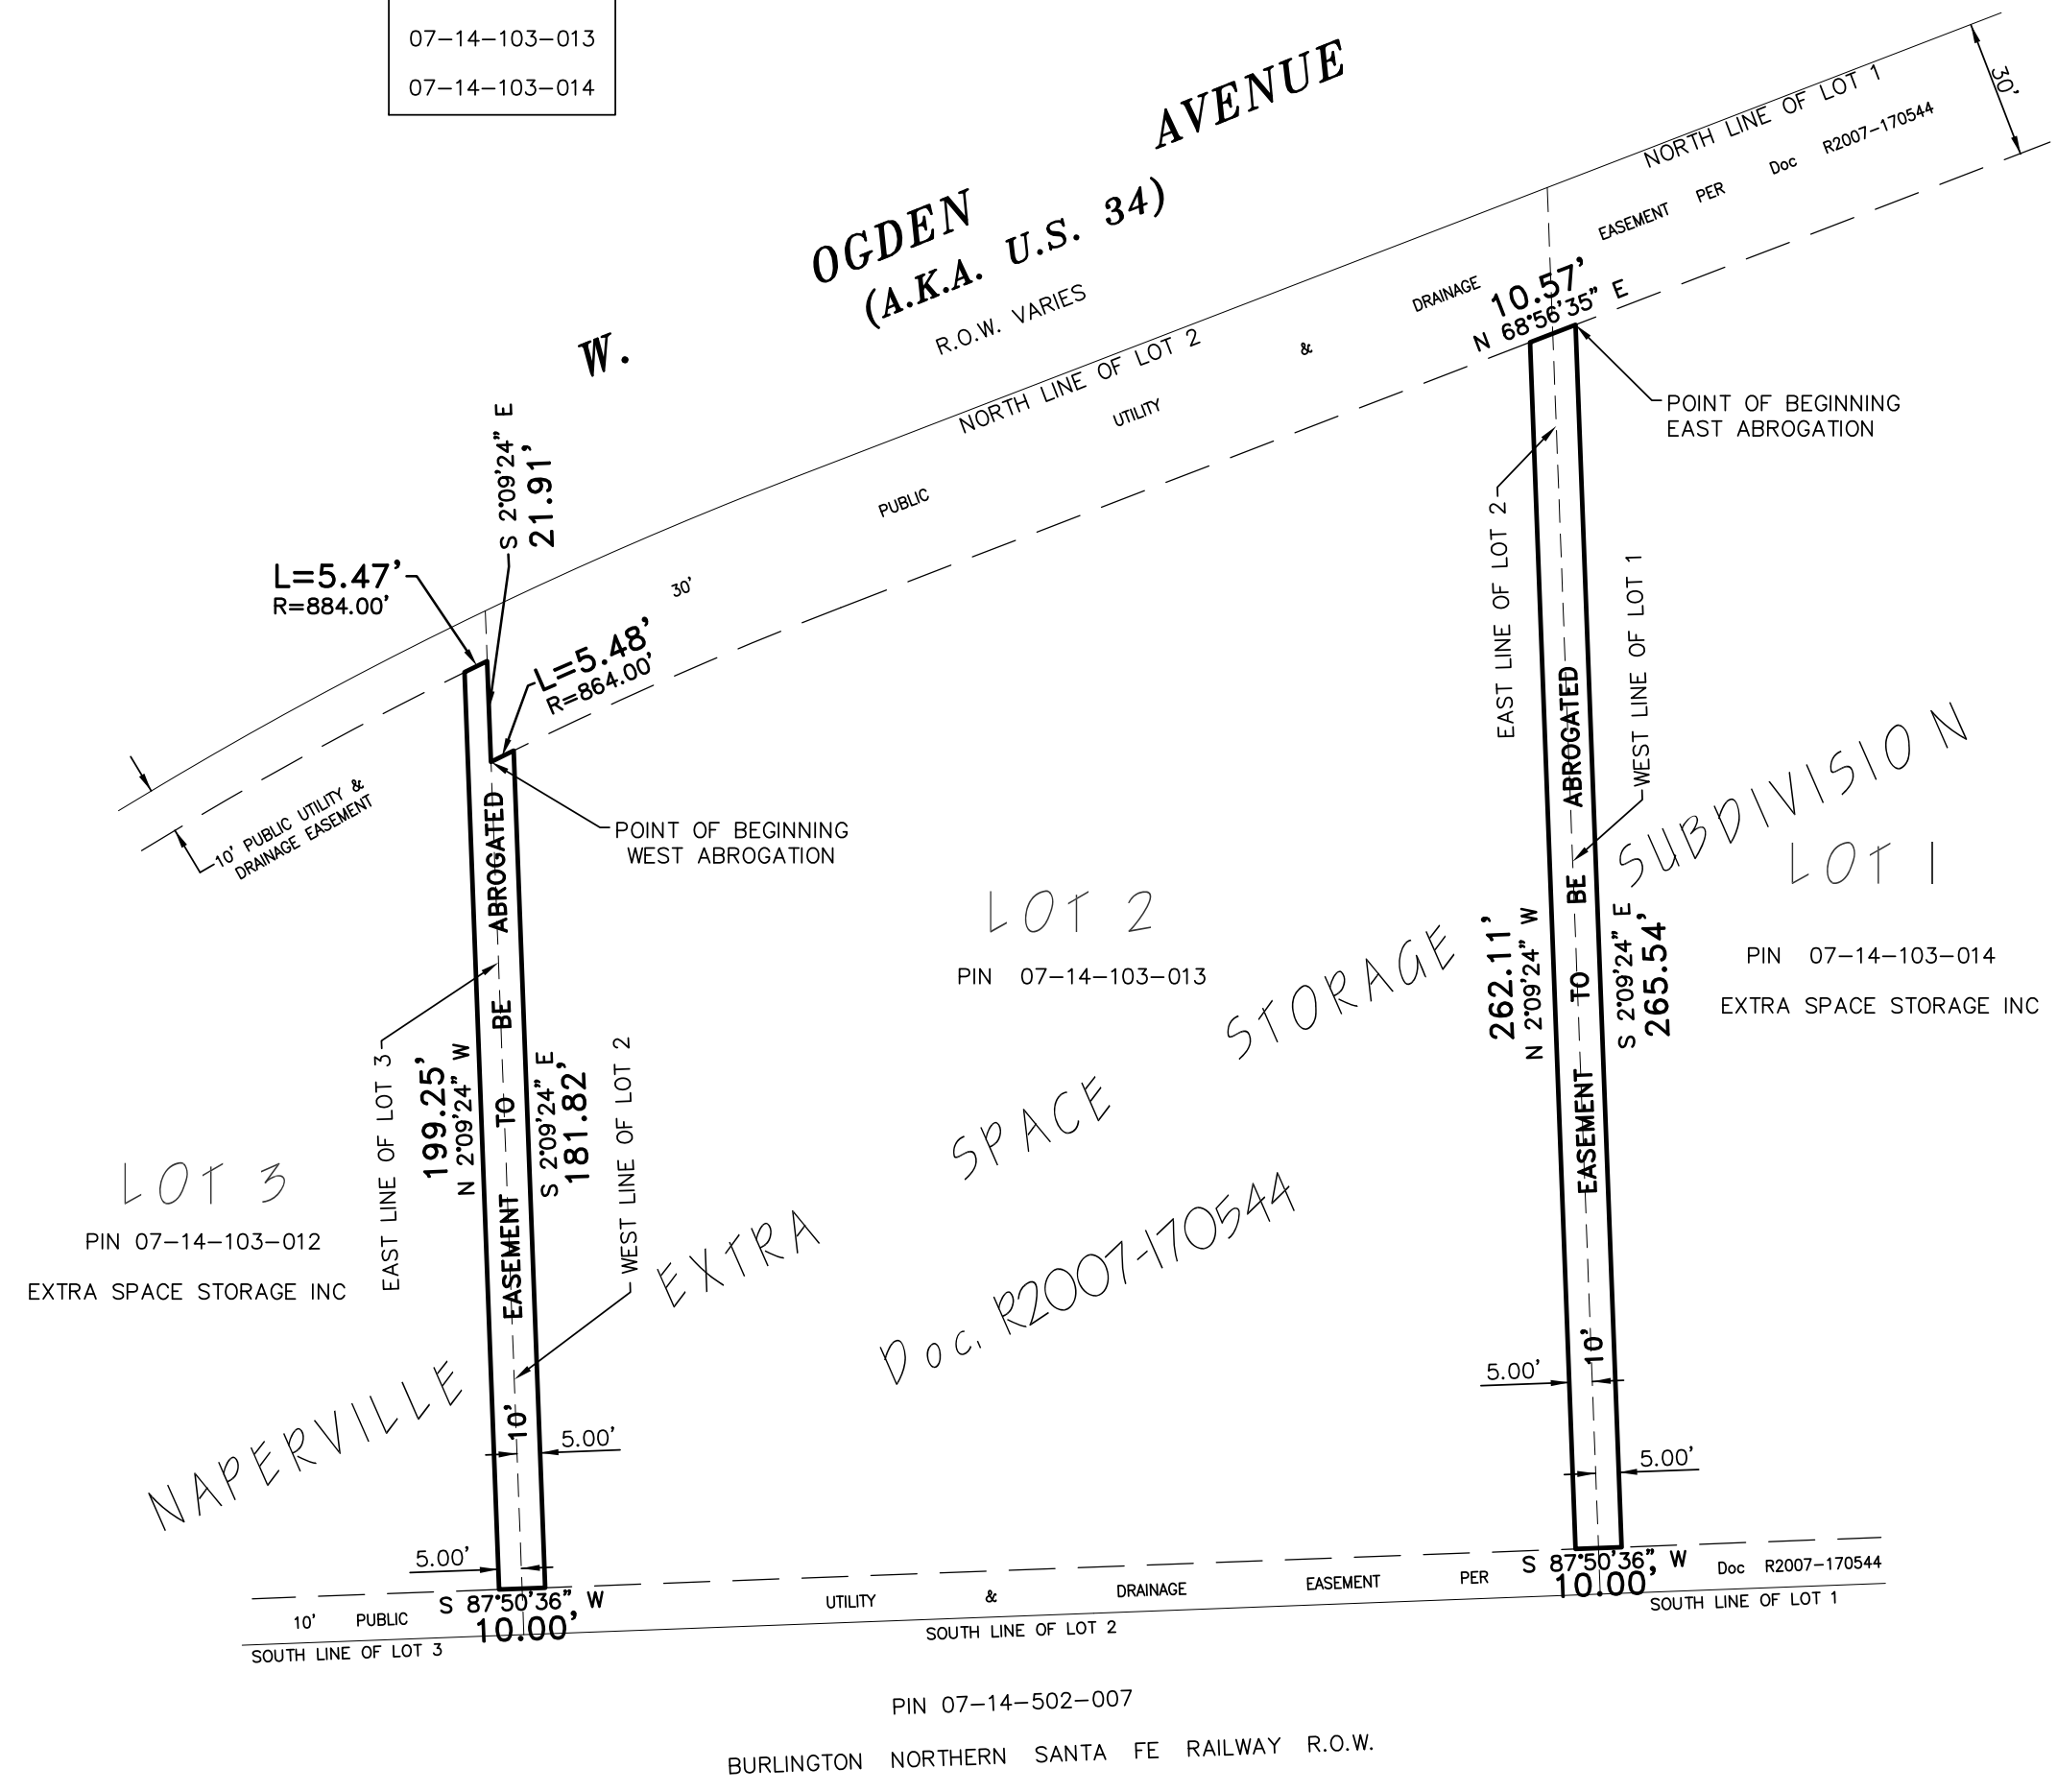 07-14-103-013
07-14-103-014
W. OGDEN AVENUE
(A.K.A. U.S. 34)
R.O.W. VARIES
NORTH LINE OF LOT 1
30'
EASEMENT PER Doc R2007-170544
NORTH LINE OF LOT 2
PUBLIC UTILITY & DRAINAGE
30'
10.57'
N 68°56'35" E
POINT OF BEGINNING
EAST ABROGATION
S 2°09'24" E
21.91'
L=5.47'
R=884.00'
L=5.48'
R=864.00'
10' PUBLIC UTILITY &
DRAINAGE EASEMENT
POINT OF BEGINNING
WEST ABROGATION
EAST LINE OF LOT 2
WEST LINE OF LOT 1
EASEMENT TO BE ABROGATED
EASEMENT TO BE ABROGATED
LOT 2
PIN 07-14-103-013
LOT 1
PIN 07-14-103-014
EXTRA SPACE STORAGE INC
262.11'
N 2°09'24" W
S 2°09'24" E
265.54'
199.25'
N 2°09'24" W
S 2°09'24" E
181.82'
EAST LINE OF LOT 3
WEST LINE OF LOT 2
LOT 3
PIN 07-14-103-012
EXTRA SPACE STORAGE INC
NAPERVILLE EXTRA SPACE STORAGE SUBDIVISION
Doc. R2007-170544
10'
5.00'
5.00'
10'
5.00'
5.00'
S 87°50'36" W
10.00'
S 87°50'36" W
10.00'
10' PUBLIC UTILITY & DRAINAGE EASEMENT PER Doc R2007-170544
SOUTH LINE OF LOT 3
SOUTH LINE OF LOT 2
SOUTH LINE OF LOT 1
PIN 07-14-502-007
BURLINGTON NORTHERN SANTA FE RAILWAY R.O.W.